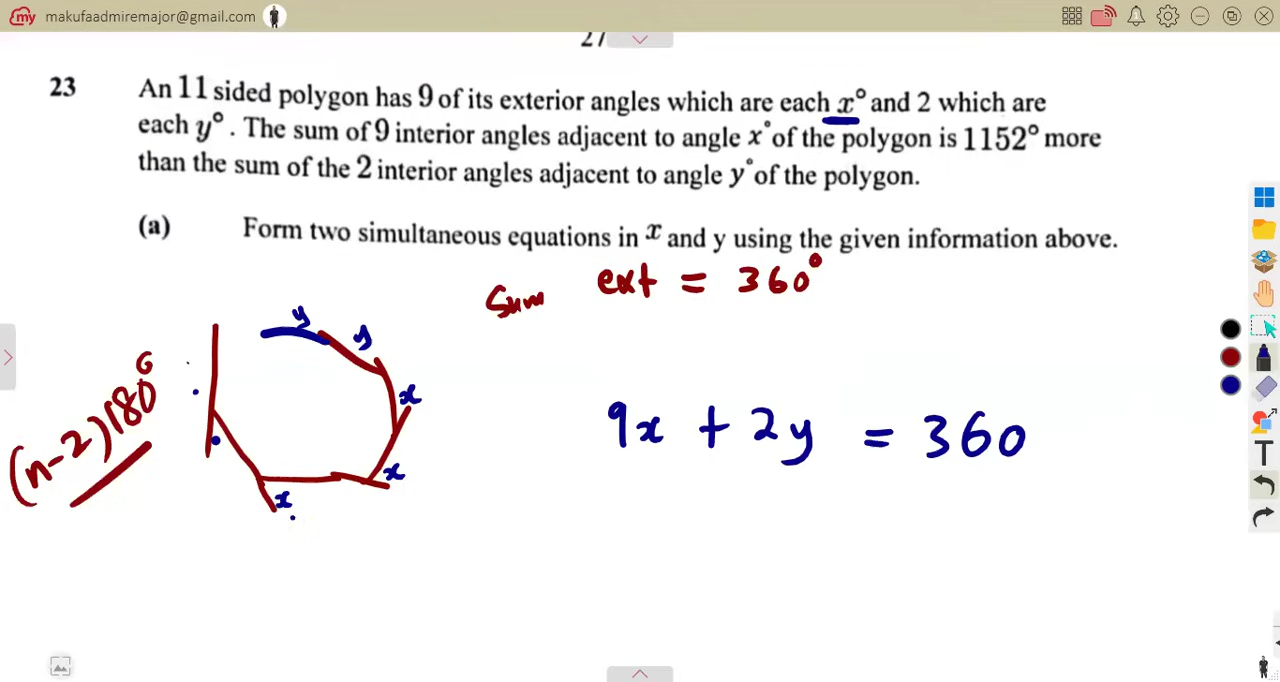 makufaadmiremajor@gmail.com
27
23 An 11 sided polygon has 9 of its exterior angles which are each x° and 2 which are
each y°. The sum of 9 interior angles adjacent to angle x° of the polygon is 1152° more
than the sum of the 2 interior angles adjacent to angle y° of the polygon.
(a) Form two simultaneous equations in x and y using the given information above.
Sum ext = 360°
y
y
x
(n-2)180°
9x + 2y = 360
x
x